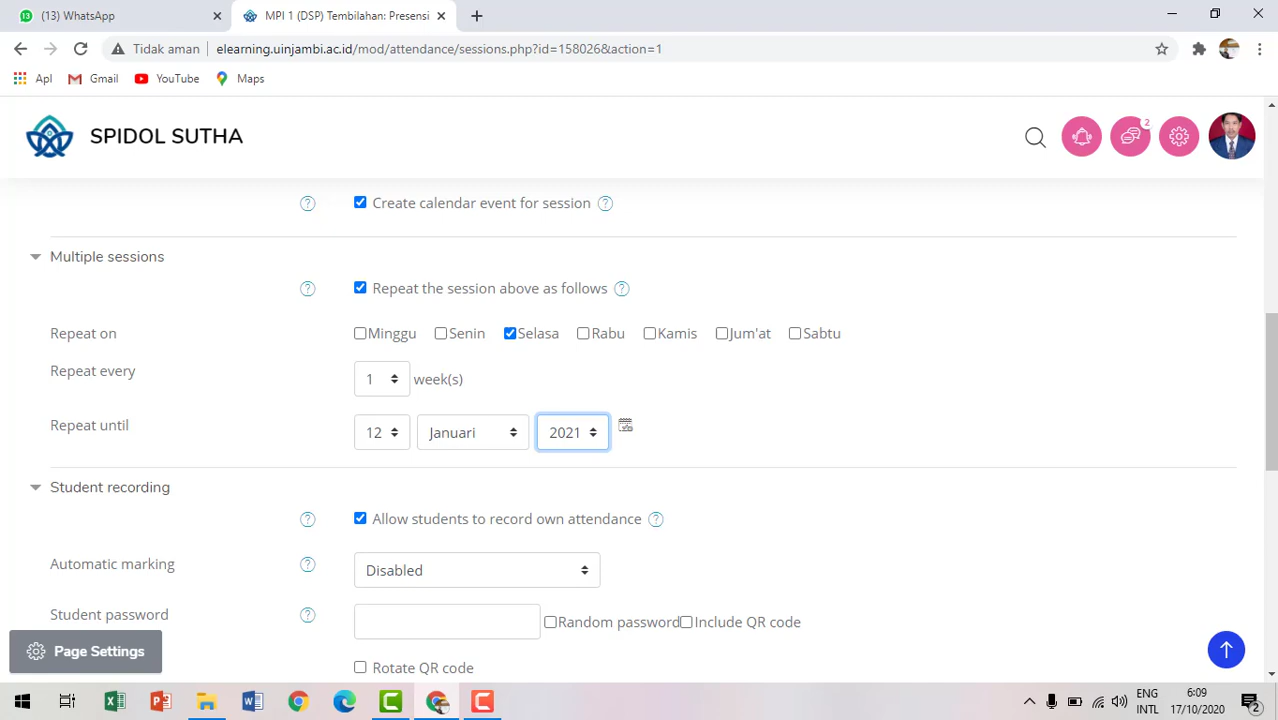 (13) WhatsApp
MPI 1 (DSP) Tembilahan: Presensi
Tidak aman
elearning.uinjambi.ac.id/mod/attendance/sessions.php?id=158026&action=1
Apl Gmail YouTube Maps
SPIDOL SUTHA
2
Create calendar event for session
Multiple sessions
Repeat the session above as follows
Repeat on
Minggu Senin Selasa Rabu Kamis Jum'at Sabtu
Repeat every
1 week(s)
Repeat until
12 Januari 2021
Student recording
Allow students to record own attendance
Automatic marking
Disabled
Student password
Random password Include QR code
Page Settings
Rotate QR code
ENG
INTL
6:09
17/10/2020
2